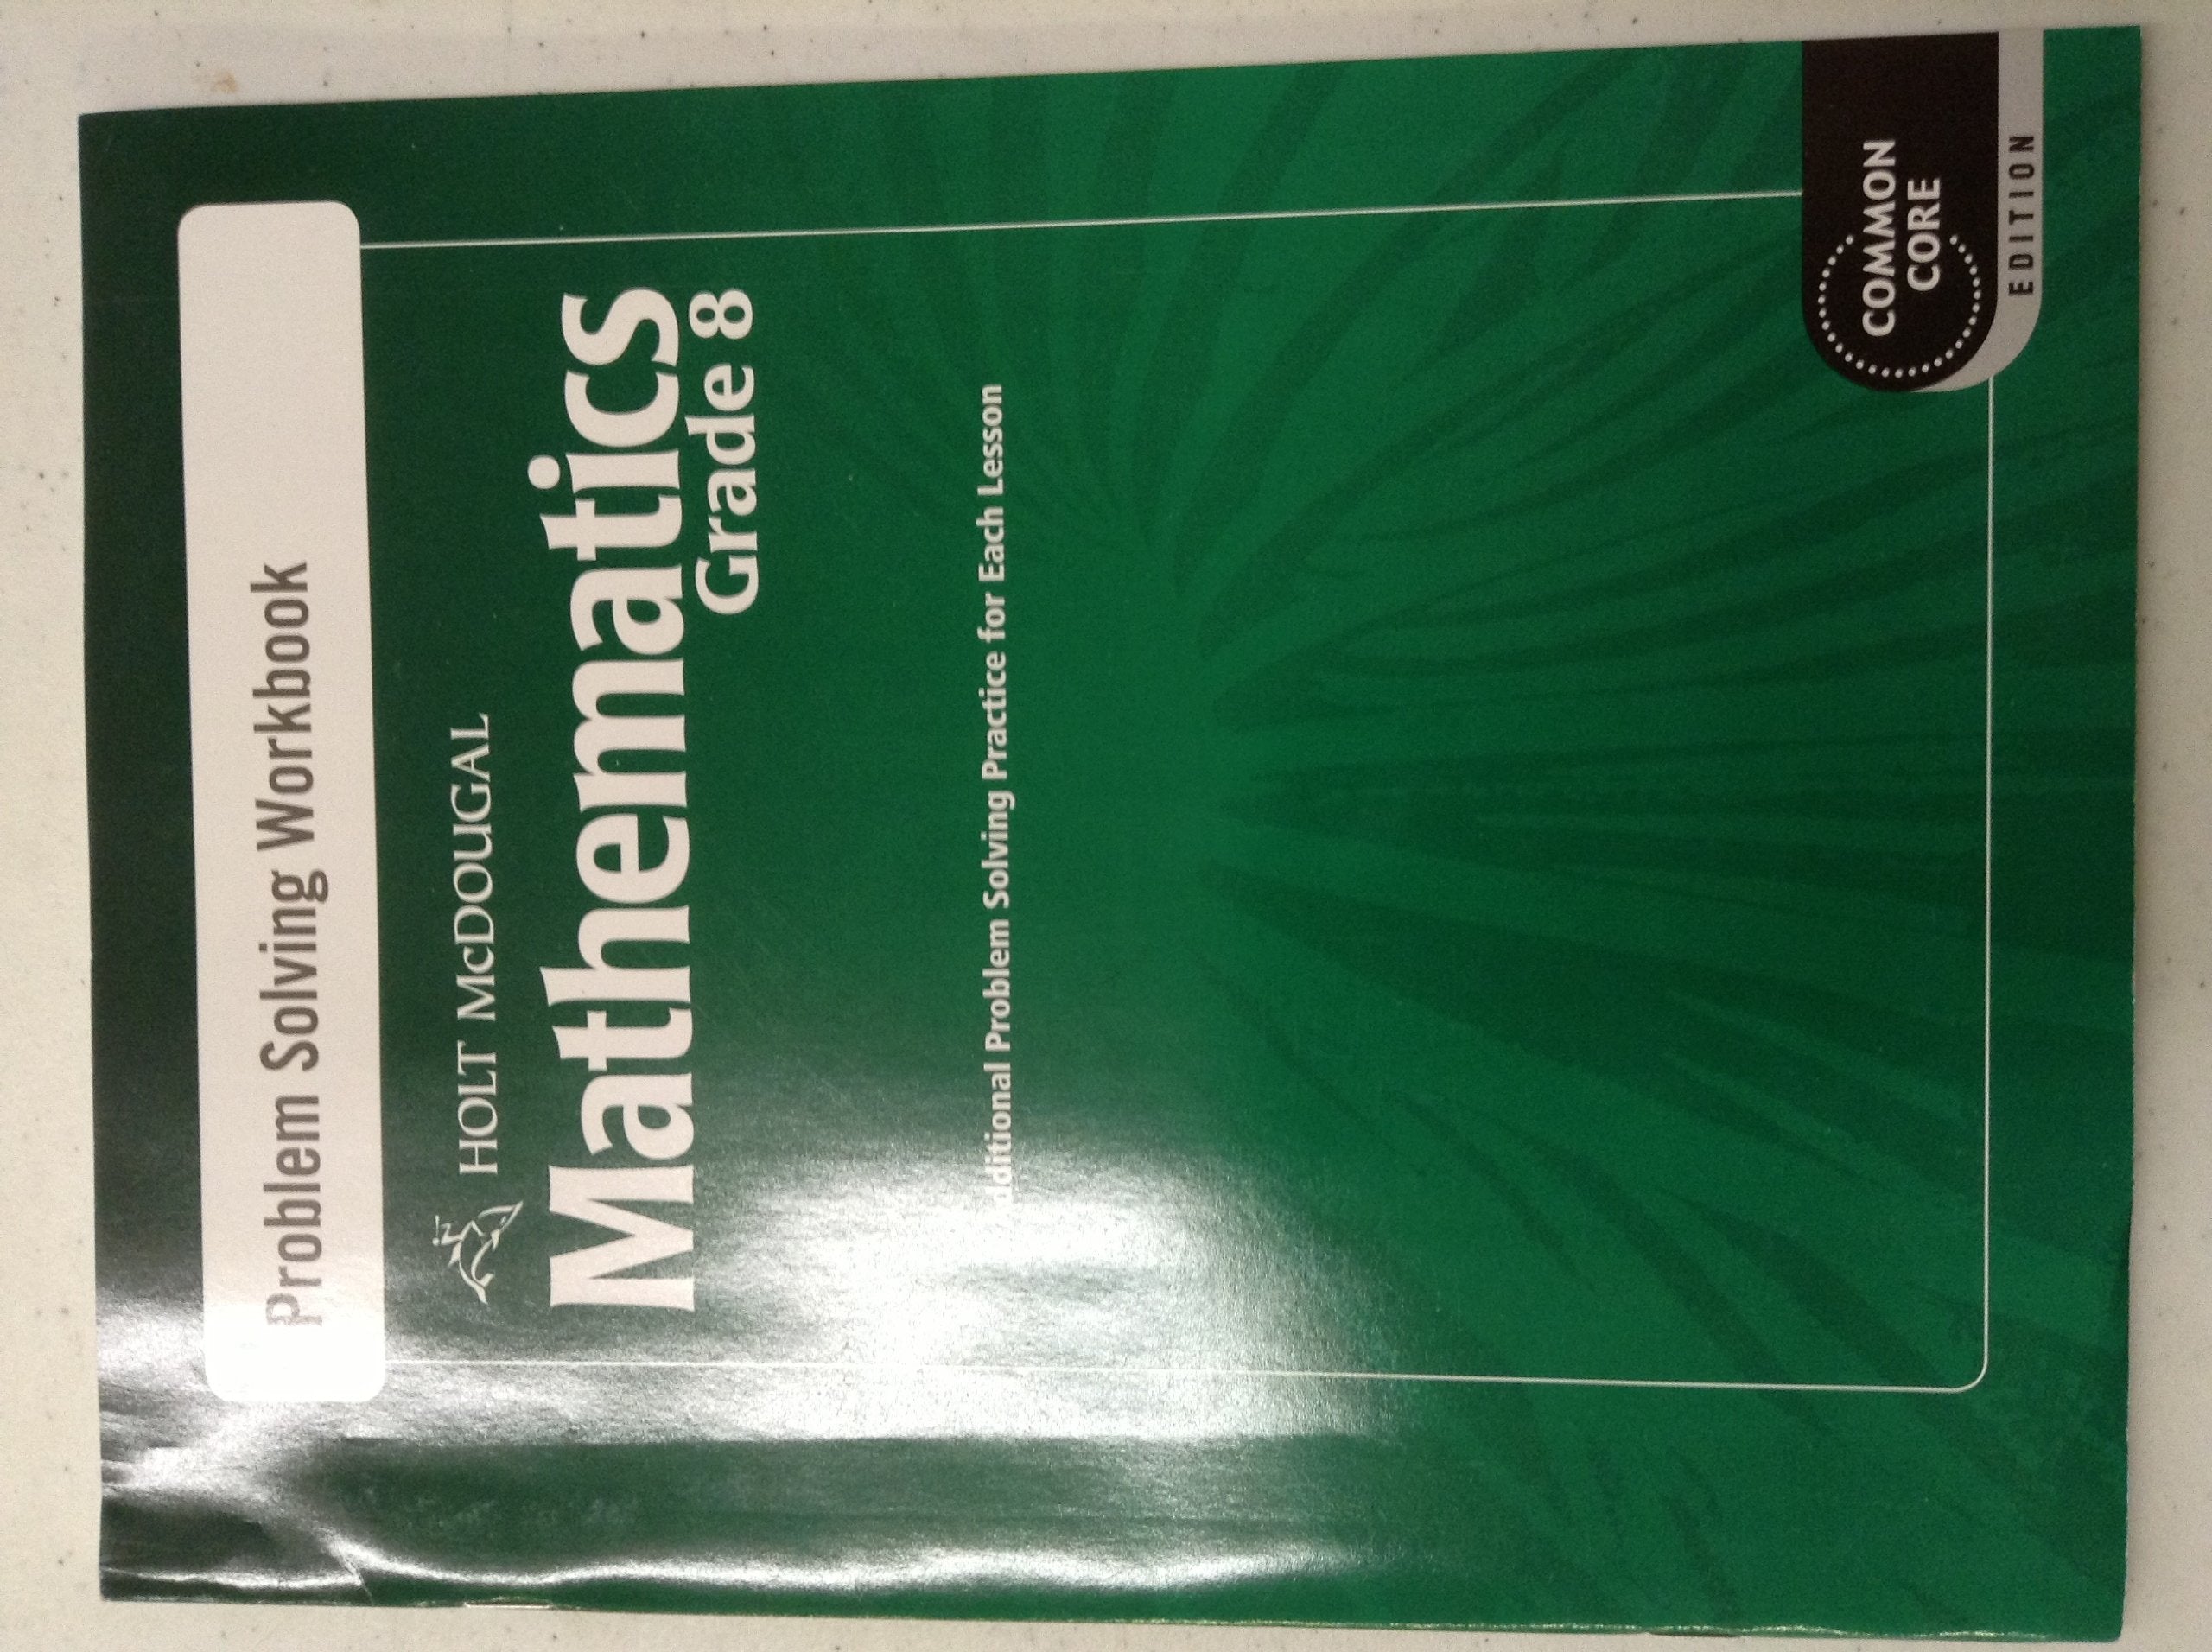 Problem Solving Workbook
HOLT McDOUGAL
Mathematics
Grade 8
dditional Problem Solving Practice for Each Lesson
COMMON
CORE
EDITION